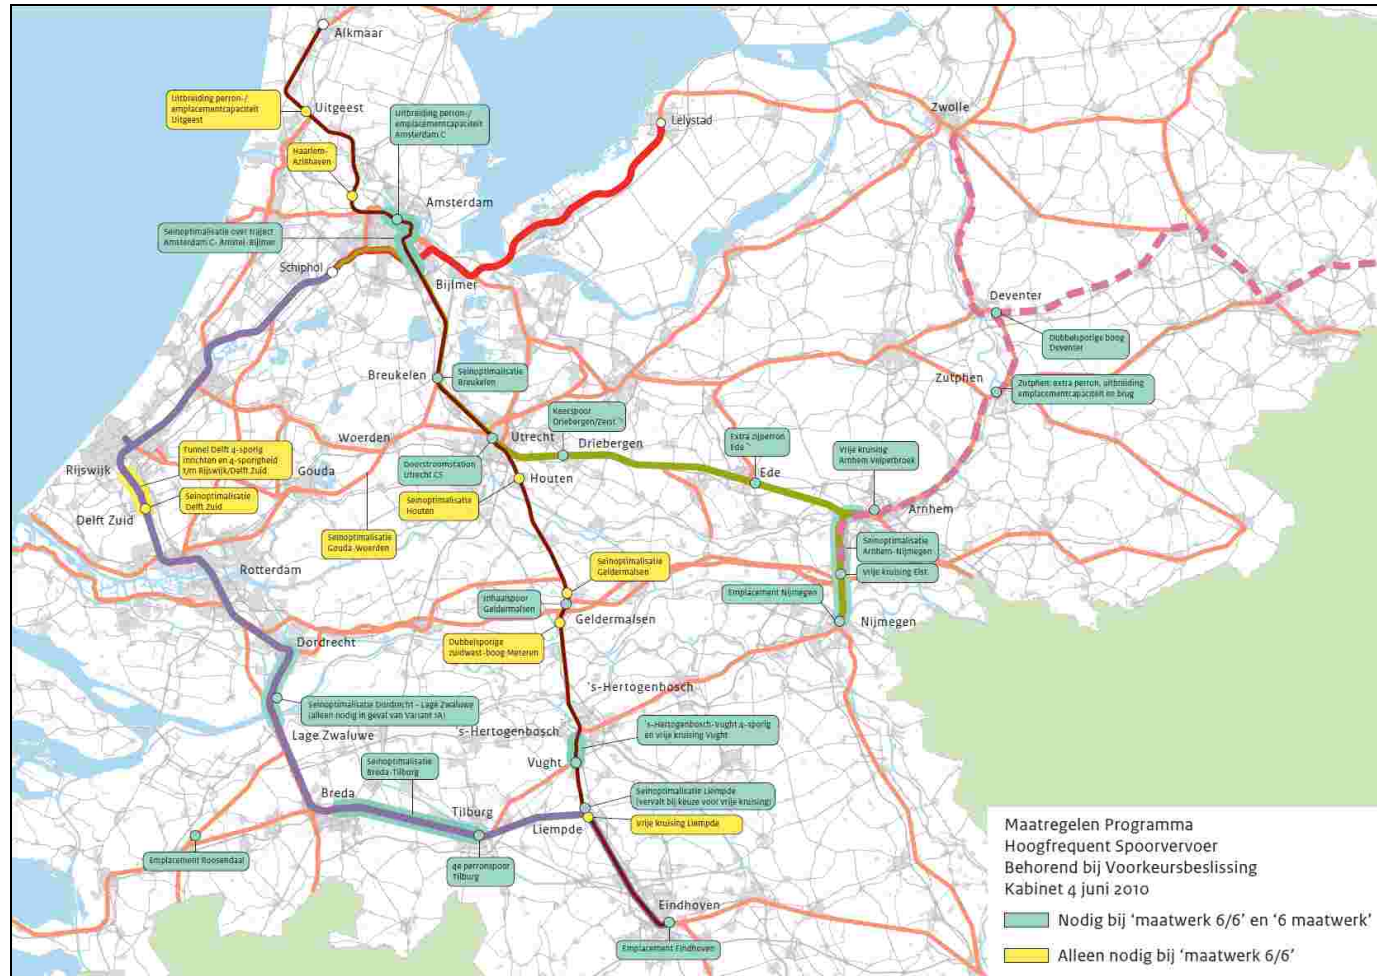 Alkmaar
Uitbreiding perron-/
emplacementcapaciteit
Uitgeest
Uitgeest
Uitbreiding perron-/
emplacementcapaciteit
Amsterdam C
Lelystad
Zwolle
Haarlem-
Azishaven
Amsterdam
Seinoptimalisatie over traject
Amsterdam C- Amstel-Bijlmer
Schiphol
Bijlmer
Deventer
Dubbelsporige boog
Deventer
Breukelen
Seinoptimalisatie
Breukelen
Zutphen
Zutphen: extra perron, uitbreiding
emplacementcapaciteit en brug
Keerspoor
Driebergen/Zeist
Woerden
Utrecht
Driebergen
Extra zijperron
Ede
Rijswijk
Tunnel Delft 4-sporig
inrichten en 4-sporigheid
t/m Rijswijk/Delft Zuid
Gouda
Doorstroomstation
Utrecht CS
Houten
Ede
Vrije kruising
Arnhem Velperbroek
Seinoptimalisatie
Delft Zuid
Seinoptimalisatie
Houten
Delft Zuid
Arnhem
Seinoptimalisatie
Gouda-Woerden
Seinoptimalisatie
Arnhem-Nijmegen
Rotterdam
Seinoptimalisatie
Geldermalsen
Vrije kruising Elst.
Inhaalspoor
Geldermalsen
Emplacement Nijmegen
Geldermalsen
Nijmegen
Dordrecht
Dubbelsporige
zuidwest-boog Meteren
's-Hertogenbosch
Seinoptimalisatie Dordrecht - Lage Zwaluwe
(alleen nodig in geval van Variant 1A)
Lage Zwaluwe
's-Hertogenbosch
's-Hertogenbosch-Vught 4-sporig
en vrije kruising Vught
Seinoptimalisatie
Breda-Tilburg
Vught
Breda
Tilburg
Seinoptimalisatie Liempde
(vervalt bij keuze voor vrije kruising)
Liempde
Vrije kruising Liempde
Emplacement Roosendaal
4e perronspoor
Tilburg
Eindhoven
Emplacement Eindhoven
Maatregelen Programma
Hoogfrequent Spoorvervoer
Behorend bij Voorkeursbeslissing
Kabinet 4 juni 2010
Nodig bij 'maatwerk 6/6' en '6 maatwerk'
Alleen nodig bij 'maatwerk 6/6'